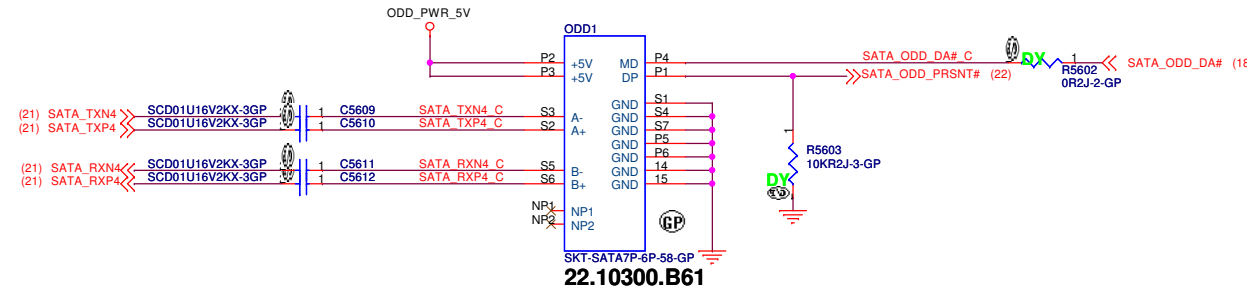 ODD_PWR_5V
ODD1
P2 +5V MD P4 SATA_ODD_DA#_C DY 1 SATA_ODD_DA# (18
P3 +5V DP P1 SATA_ODD_PRSNT# (22) R5602
0R2J-2-GP
(21) SATA_TXN4 SCD01U16V2KX-3GP 1 C5609 SATA_TXN4_C S3 A- GND S1
(21) SATA_TXP4 SCD01U16V2KX-3GP 1 C5610 SATA_TXP4_C S2 A+ GND S4
GND S7
GND P5
1
R5603
10KR2J-3-GP
(21) SATA_RXN4 SCD01U16V2KX-3GP 1 C5611 SATA_RXN4_C S5 B- GND P6
GND 14
(21) SATA_RXP4 SCD01U16V2KX-3GP 1 C5612 SATA_RXP4_C S6 B+ GND 15
DY
NP1 NP1
NP2 NP2
GP
SKT-SATA7P-6P-58-GP
22.10300.B61